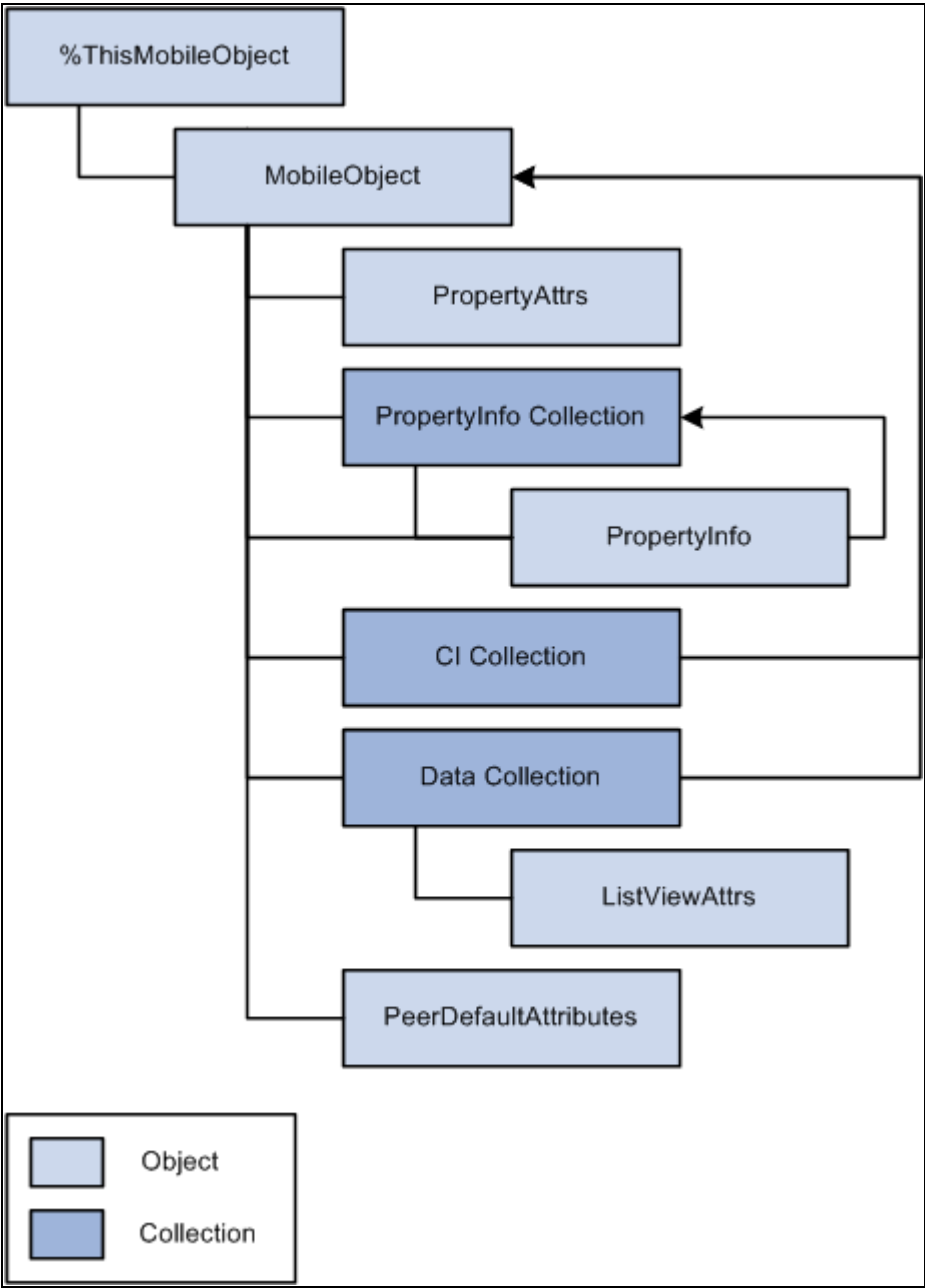 %ThisMobileObject
MobileObject
PropertyAttrs
PropertyInfo Collection
PropertyInfo
CI Collection
Data Collection
ListViewAttrs
PeerDefaultAttributes
Object
Collection